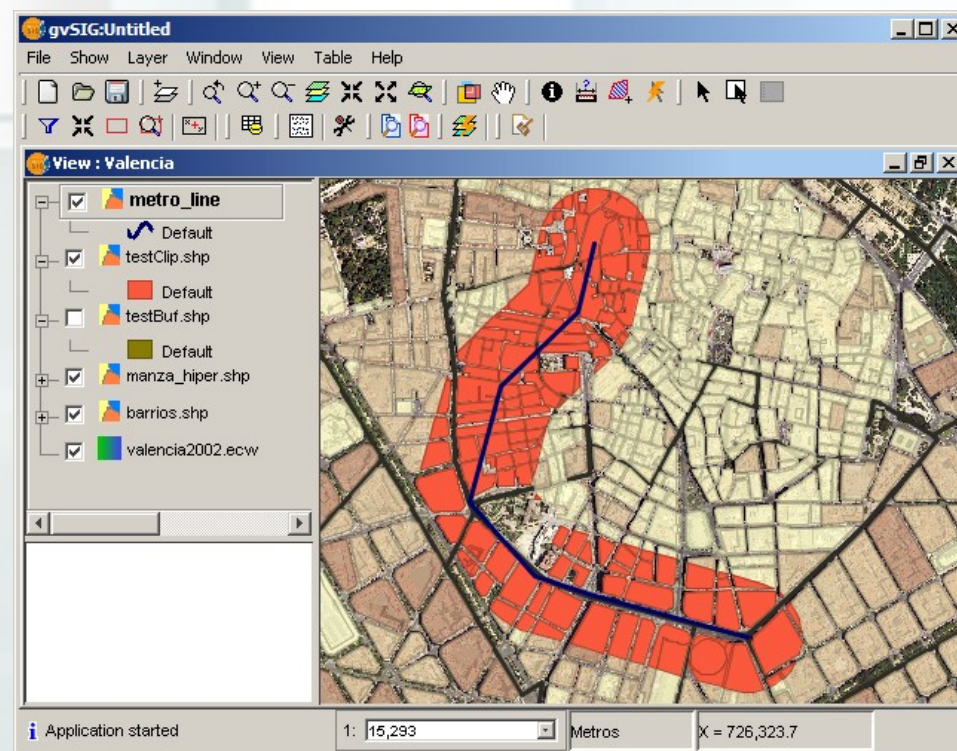 gvSIG:Untitled
File Show Layer Window View Table Help
View : Valencia
metro_line
Default
testClip.shp
Default
testBuf.shp
Default
manza_hiper.shp
barrios.shp
valencia2002.ecw
Application started 1: 15,293 Metros X = 726,323.7